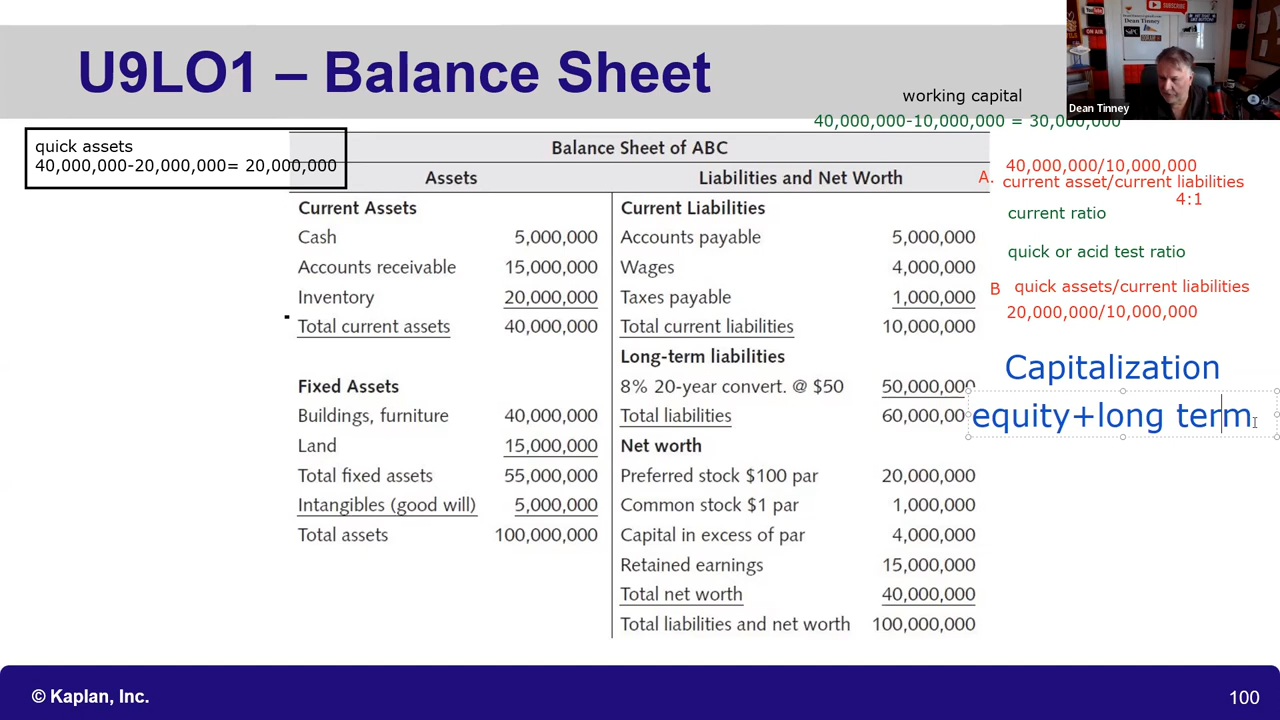 U9LO1 – Balance Sheet
SUBSCRIBE
ON AIR
SIPC
Dean Tinney
working capital
40,000,000-10,000,000 = 30,000,000
quick assets
40,000,000-20,000,000= 20,000,000
Balance Sheet of ABC
Assets Liabilities and Net Worth
Current Assets Current Liabilities
Cash 5,000,000 Accounts payable 5,000,000
Accounts receivable 15,000,000 Wages 4,000,000
Inventory 20,000,000 Taxes payable 1,000,000
Total current assets 40,000,000 Total current liabilities 10,000,000
Long-term liabilities
Fixed Assets 8% 20-year convert. @ $50 50,000,000
Buildings, furniture 40,000,000 Total liabilities 60,000,000
Land 15,000,000 Net worth
Total fixed assets 55,000,000 Preferred stock $100 par 20,000,000
Intangibles (good will) 5,000,000 Common stock $1 par 1,000,000
Total assets 100,000,000 Capital in excess of par 4,000,000
Retained earnings 15,000,000
Total net worth 40,000,000
Total liabilities and net worth 100,000,000
40,000,000/10,000,000
A. current asset/current liabilities
4:1
current ratio
quick or acid test ratio
B quick assets/current liabilities
20,000,000/10,000,000
Capitalization
equity+long term
© Kaplan, Inc.
100